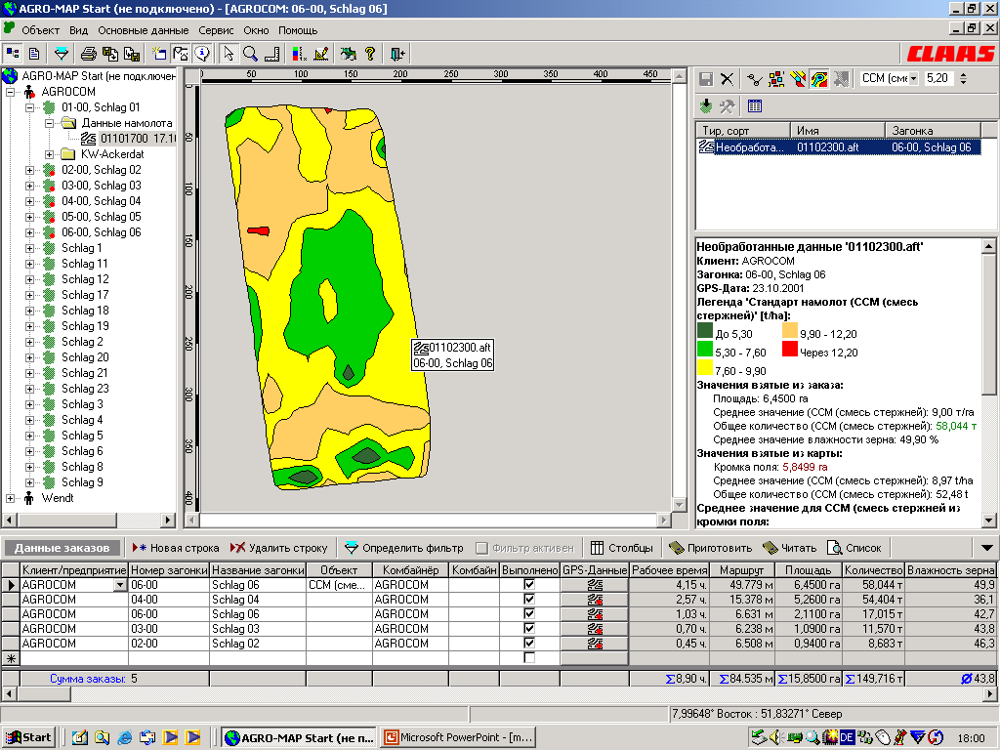 AGRO-MAP Start (не подключено) - [AGROCOM: 06-00, Schlag 06]
Объект Вид Основные данные Сервис Окно Помощь
CLAAS
AGRO-MAP Start (не подключен
AGROCOM
01-00, Schlag 01
Данные намолота
01101700 17.10
KW-Ackerdat
02-00, Schlag 02
03-00, Schlag 03
04-00, Schlag 04
05-00, Schlag 05
06-00, Schlag 06
Schlag 1
Schlag 11
Schlag 12
Schlag 17
Schlag 18
Schlag 19
Schlag 2
Schlag 20
Schlag 21
Schlag 23
Schlag 3
Schlag 4
Schlag 5
Schlag 6
Schlag 8
Schlag 9
Wendt
0 50 100 150 200 250 300 350 400 450
0
50
100
150
200
250
300
350
400
01102300.aft
06-00, Schlag 06
CCM (сме 5,20
Тир, сорт Имя Загонка
Необработа... 01102300.aft 06-00, Schlag 06
Необработанные данные '01102300.aft'
Клиент: AGROCOM
Загонка: 06-00, Schlag 06
GPS-Дата: 23.10.2001
Легенда 'Стандарт намолот (CCM (смесь
стержней)' [t/ha]:
До 5,30 9,90 - 12,20
5,30 - 7,60 Через 12,20
7,60 - 9,90
Значения взятые из заказа:
Площадь: 6,4500 га
Среднее значение (CCM (смесь стержней): 9,00 т/га
Общее количество (CCM (смесь стержней): 58,044 т
Среднее значение влажности зерна: 49,90 %
Значения взятые из карты:
Кромка поля: 5,8499 га
Среднее значение (CCM (смесь стержней): 8,97 t/ha
Общее количество (CCM (смесь стержней): 52,48 t
Среднее значение для CCM (смесь стержней из
кромки поля:
Данные заказов Новая строка Удалить строку Определить фильтр Фильтр активен Столбцы Приготовить Читать Список
Клиент/предприятие Номер загонки Название загонки Объект Комбайнёр Комбайн Выполнено GPS-Данные Рабочее время Маршрут Площадь Количество Влажность зерна
AGROCOM 06-00 Schlag 06 CCM (сме... AGROCOM 4,15 ч. 49.779 м 6,4500 га 58,044 т 49,9
AGROCOM 04-00 Schlag 04 AGROCOM 2,57 ч. 15.378 м 5,2600 га 54,404 т 36,1
AGROCOM 06-00 Schlag 06 AGROCOM 1,03 ч. 6.631 м 2,1100 га 17,015 т 42,7
AGROCOM 03-00 Schlag 03 AGROCOM 0,70 ч. 6.238 м 1,0900 га 11,570 т 43,8
AGROCOM 02-00 Schlag 02 AGROCOM 0,45 ч. 6.508 м 0,9400 га 8,683 т 46,3
Сумма заказы: 5 Σ8,90 ч. Σ84.535 м Σ15,8500 га Σ149,716 т Ø43,8
7,99648° Восток : 51,83271° Север
Start AGRO-MAP Start (не п... Microsoft PowerPoint - [m... DE 18:00